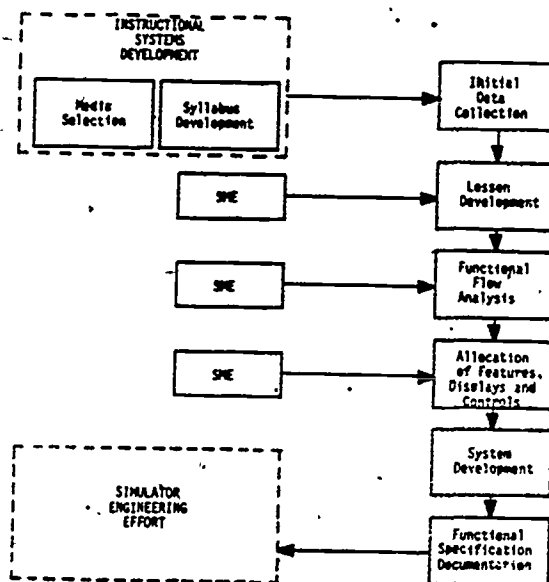 INSTRUCTIONAL
SYSTEMS
DEVELOPMENT
Media
Selection
Syllabus
Development
Initial
Data
Collection
SME
Lesson
Development
SME
Functional
Flow
Analysis
SME
Allocation
of Features,
Displays and
Controls
System
Development
SIMULATOR
ENGINEERING
EFFORT
Functional
Specification
Documentation